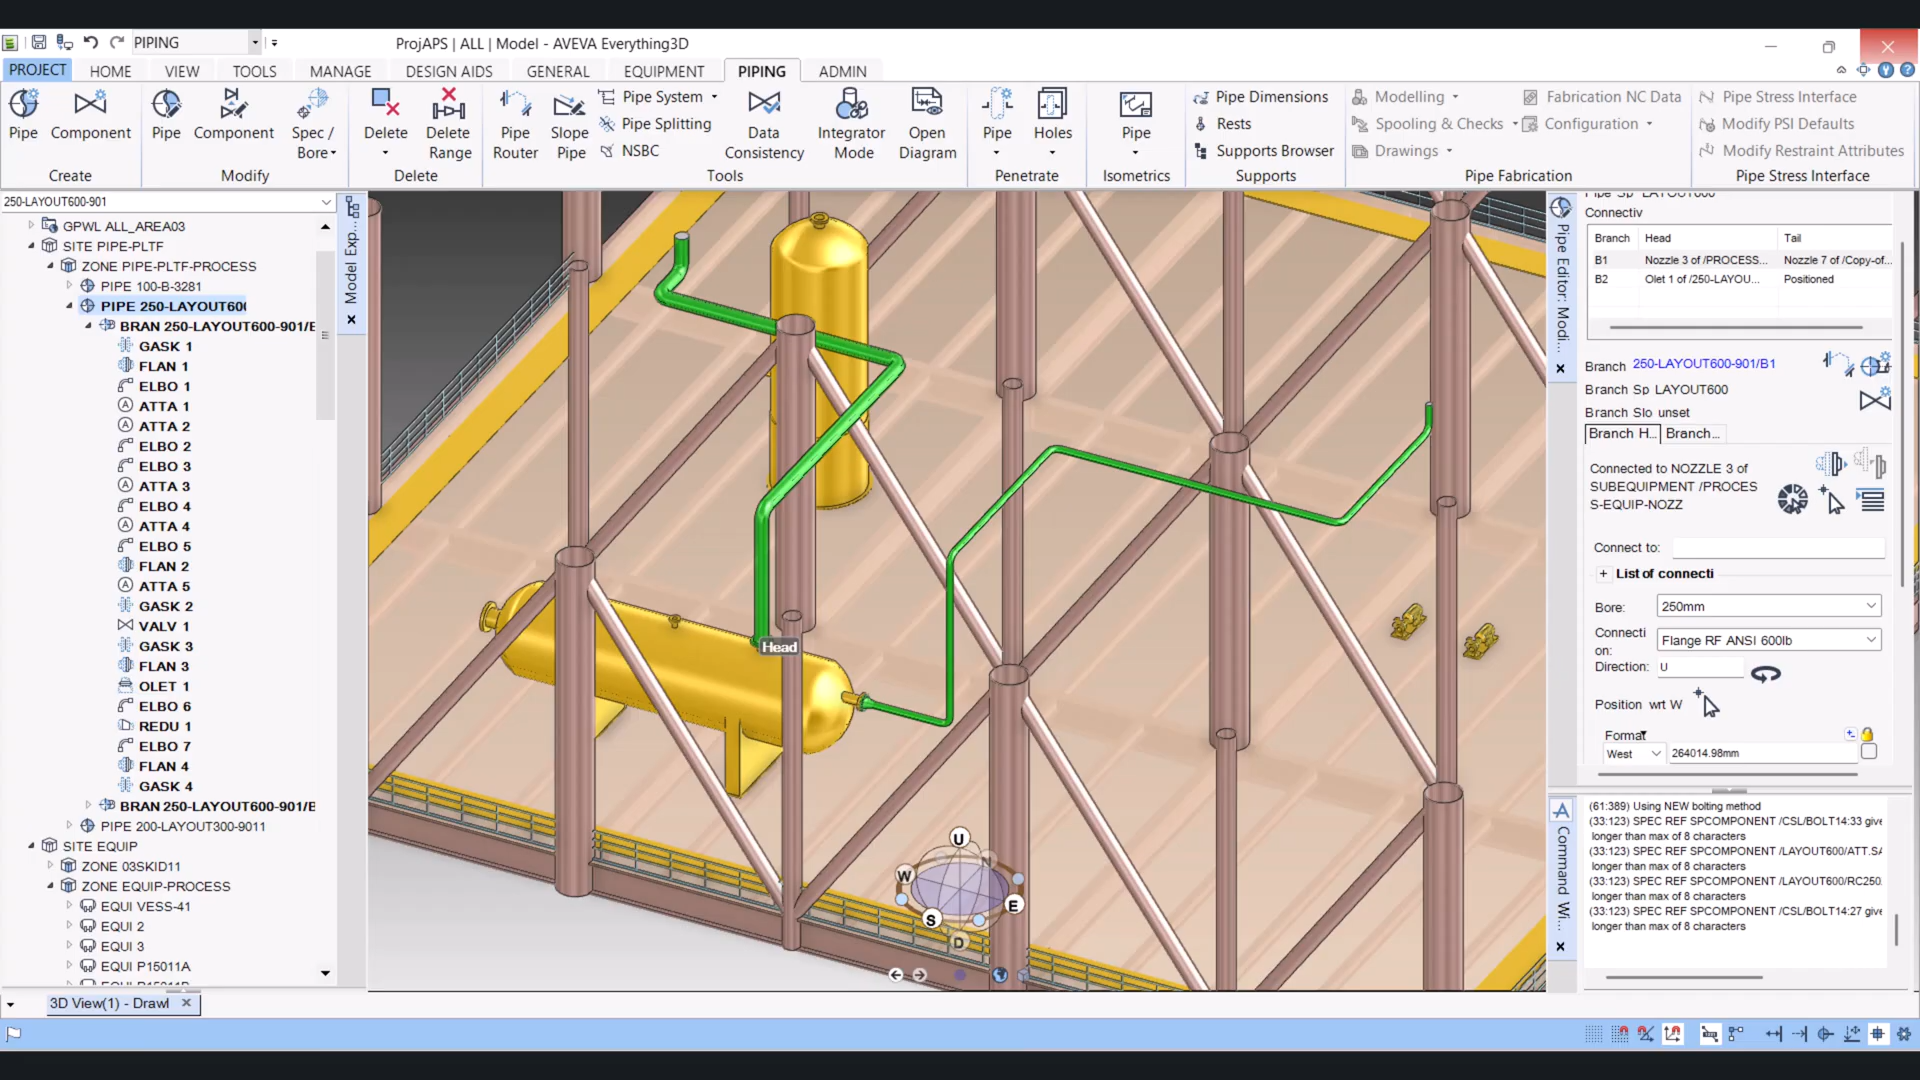 PIPING
ProjAPS | ALL | Model - AVEVA Everything3D
PROJECT HOME VIEW TOOLS MANAGE DRAFTING AIDS GENERAL EQUIPMENT PIPING ADMIN
Pipe
Component
Create
Pipe
Component
Spec /
Bore
Modify
Delete
Delete
Range
Delete
Pipe
Router
Slope
Pipe
Pipe System
Pipe Splitting
NSBC
Data
Consistency
Integrator
Mode
Open
Diagram
Tools
Pipe
Holes
Penetrate
Pipe
Isometrics
Pipe Dimensions
Rests
Supports Browser
Supports
Modelling
Spooling & Checks
Drawings
Fabrication NC Data
Configuration
Pipe Fabrication
Pipe Stress Interface
Modify PSI Defaults
Modify Restraint Attributes
Pipe Stress Interface
250-LAYOUT600-901
GPWL ALL_AREA03
SITE PIPE-PLTF
ZONE PIPE-PLTF-PROCESS
PIPE 100-B-3281
PIPE 250-LAYOUT600
BRAN 250-LAYOUT600-901/B
GASK 1
FLAN 1
ELBO 1
ATTA 1
ATTA 2
ELBO 2
ELBO 3
ATTA 3
ELBO 4
ATTA 4
ELBO 5
FLAN 2
ATTA 5
GASK 2
VALV 1
GASK 3
FLAN 3
OLET 1
ELBO 6
REDU 1
ELBO 7
FLAN 4
GASK 4
BRAN 250-LAYOUT600-901/B
PIPE 200-LAYOUT300-9011
SITE EQUIP
ZONE 03SKID11
ZONE EQUIP-PROCESS
EQUI VESS-41
EQUI 2
EQUI 3
EQUI P15011A
Model Exp...
Head
U
N
W
E
S
D
Pipe Editor: Modi...
Pipe Sp LAYOUT600
Connectiv
Branch Head Tail
B1 Nozzle 3 of /PROCESS... Nozzle 7 of /Copy-of...
B2 Olet 1 of /250-LAYOU... Positioned
Branch 250-LAYOUT600-901/B1
Branch Sp LAYOUT600
Branch Slo unset
Branch H... Branch...
Connected to NOZZLE 3 of
SUBEQUIPMENT /PROCES
S-EQUIP-NOZZ
Connect to:
+ List of connecti
Bore: 250mm
Connecti
on:
Flange RF ANSI 600lb
Direction: U
Position wrt W
Format
West 264014.98mm
Command Wi...
(61:389) Using NEW bolting method
(33:123) SPEC REF SPCOMPONENT /CSL/BOLT14:33 give
longer than max of 8 characters
(33:123) SPEC REF SPCOMPONENT /LAYOUT600/ATT.SA
longer than max of 8 characters
(33:123) SPEC REF SPCOMPONENT /LAYOUT600/RC250.
longer than max of 8 characters
(33:123) SPEC REF SPCOMPONENT /CSL/BOLT14:27 give
longer than max of 8 characters
3D View(1) - Drawl